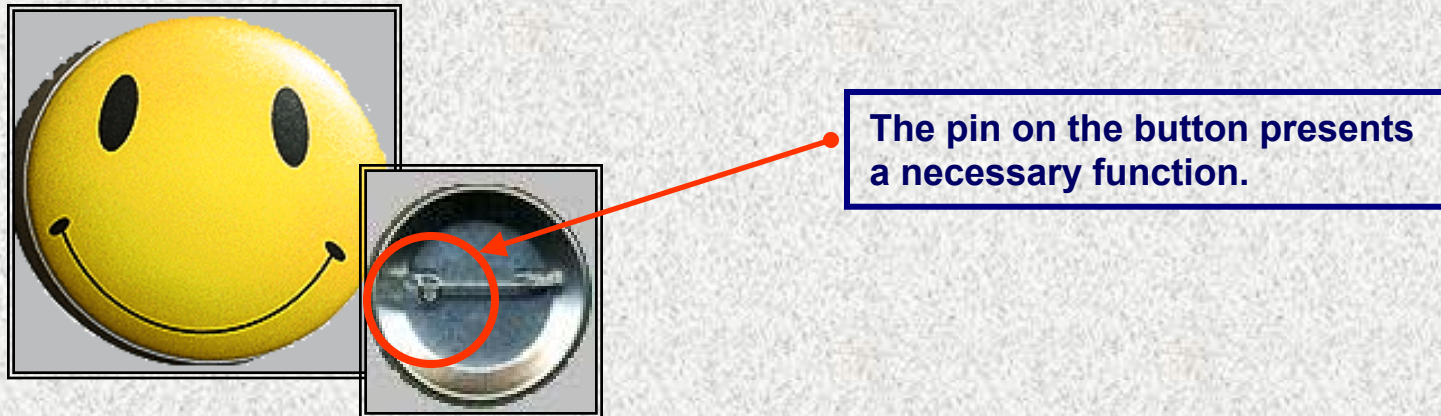 The pin on the button presents
a necessary function.